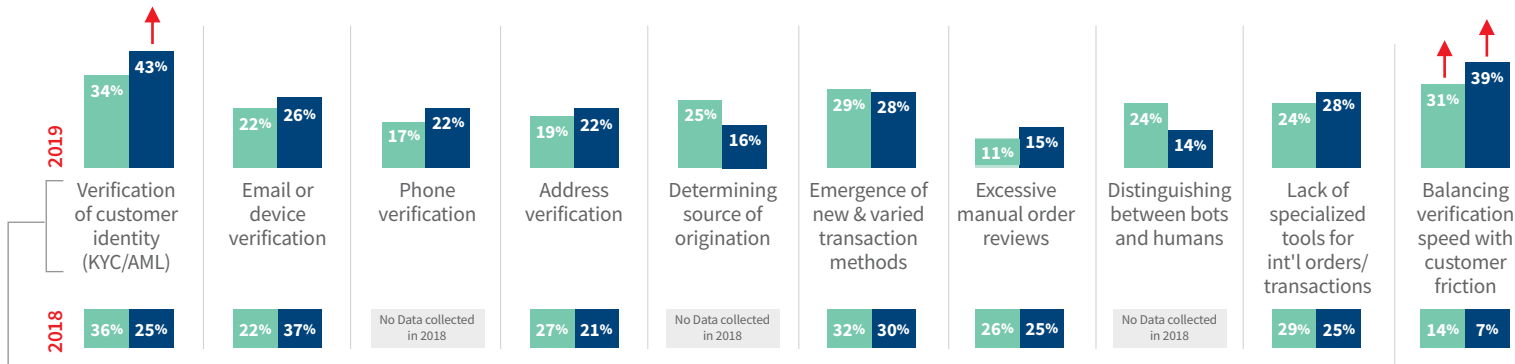 2019
34%
43%
22%
26%
17%
22%
19%
22%
25%
16%
29%
28%
11%
15%
24%
14%
24%
28%
31%
39%
Verification
of customer
identity
(KYC/AML)
Email or
device
verification
Phone
verification
Address
verification
Determining
source of
origination
Emergence of
new & varied
transaction
methods
Excessive
manual order
reviews
Distinguishing
between bots
and humans
Lack of
specialized
tools for
int'l orders/
transactions
Balancing
verification
speed with
customer
friction
2018
36%
25%
22%
37%
No Data collected
in 2018
27%
21%
No Data collected
in 2018
32%
30%
26%
25%
No Data collected
in 2018
29%
25%
14%
7%